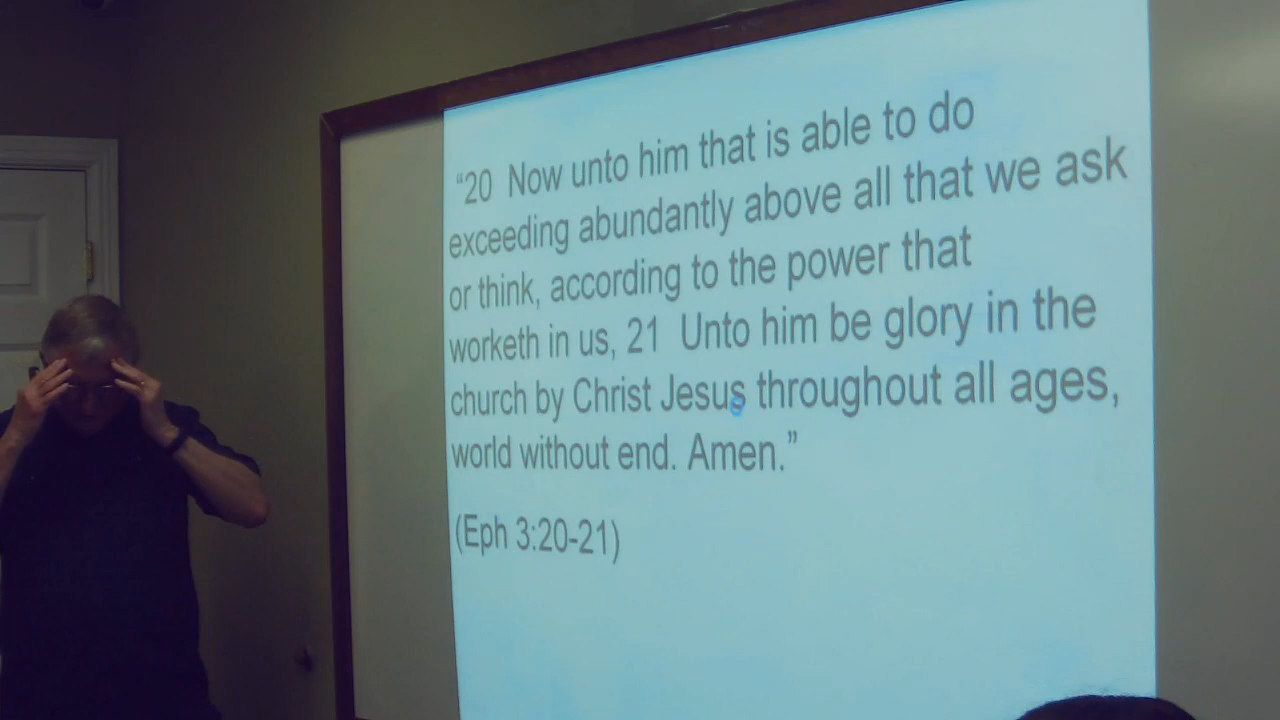 “20 Now unto him that is able to do
exceeding abundantly above all that we ask
or think, according to the power that
worketh in us, 21 Unto him be glory in the
church by Christ Jesus throughout all ages,
world without end. Amen.”
(Eph 3:20-21)